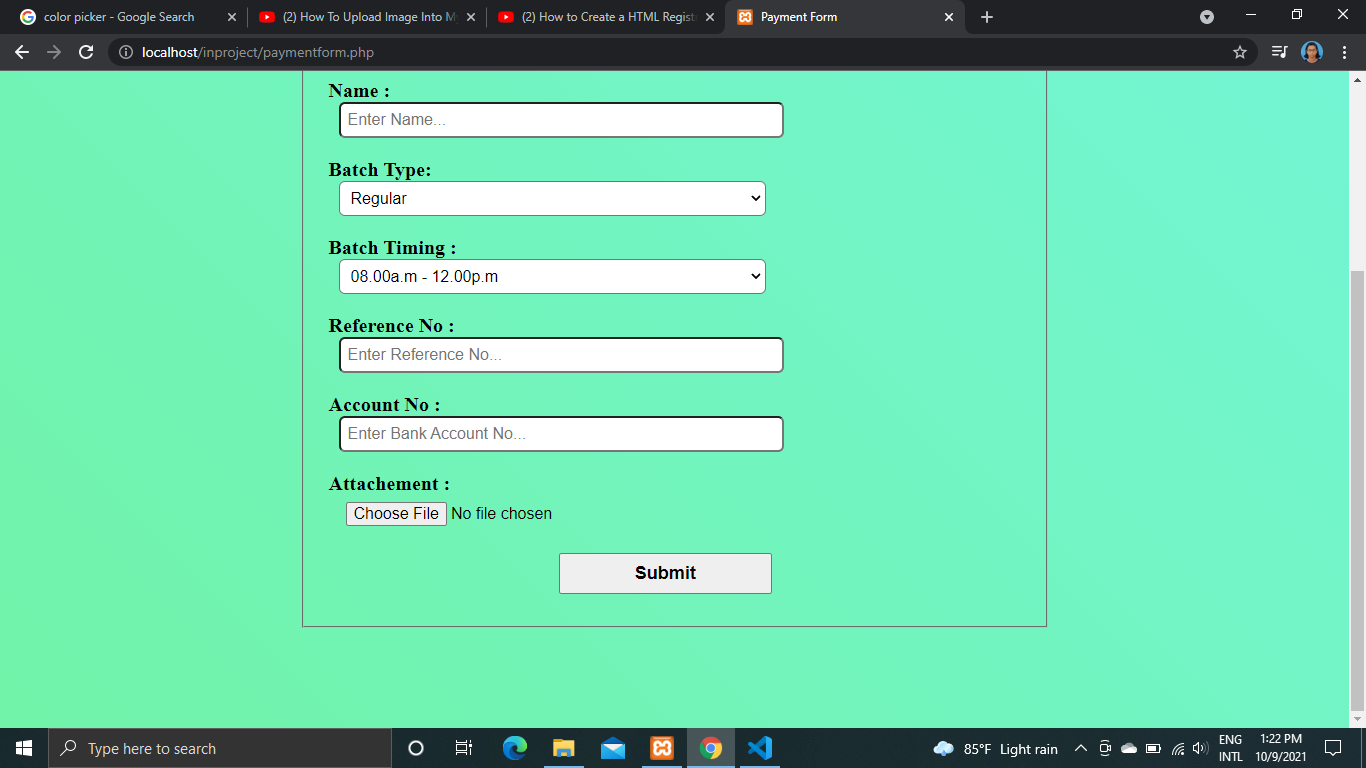 color picker - Google Search
(2) How To Upload Image Into M
(2) How to Create a HTML Regist
Payment Form
localhost/inproject/paymentform.php
Name :
Enter Name...
Batch Type:
Regular
Batch Timing :
08.00a.m - 12.00p.m
Reference No :
Enter Reference No...
Account No :
Enter Bank Account No...
Attachement :
Choose File No file chosen
Submit
Type here to search
85°F Light rain
ENG
INTL
1:22 PM
10/9/2021